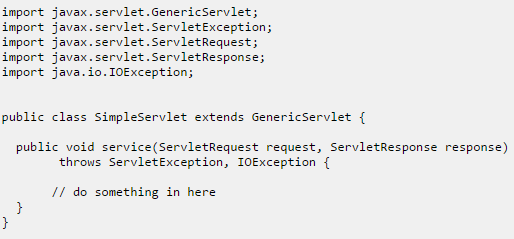 import javax.servlet.GenericServlet;
import javax.servlet.ServletException;
import javax.servlet.ServletRequest;
import javax.servlet.ServletResponse;
import java.io.IOException;
public class SimpleServlet extends GenericServlet {
public void service(ServletRequest request, ServletResponse response)
throws ServletException, IOException {
// do something in here
}
}